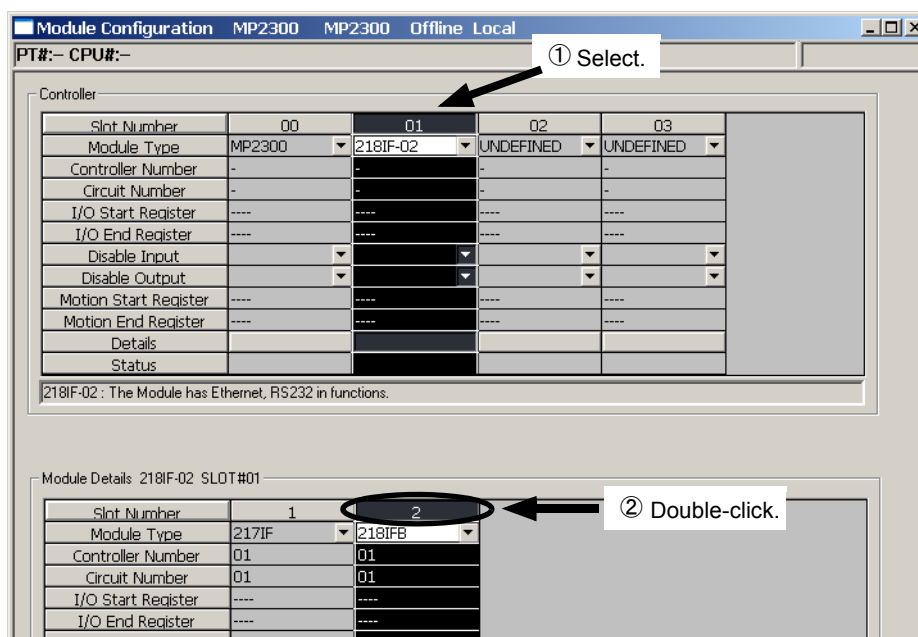 Module Configuration MP2300 MP2300 Offline Local
PT#:– CPU#:–
① Select.
Controller
Slot Number 00 01 02 03
Module Type MP2300 218IF-02 UNDEFINED UNDEFINED
Controller Number - - - -
Circuit Number - - - -
I/O Start Register ---- ---- ---- ----
I/O End Register ---- ---- ---- ----
Disable Input
Disable Output
Motion Start Register ---- ---- ---- ----
Motion End Register ---- ---- ---- ----
Details
Status
218IF-02 : The Module has Ethernet, RS232 in functions.
Module Details 218IF-02 SLOT#01
Slot Number 1 2
② Double-click.
Module Type 217IF 218IFB
Controller Number 01 01
Circuit Number 01 01
I/O Start Register ---- ----
I/O End Register ---- ----